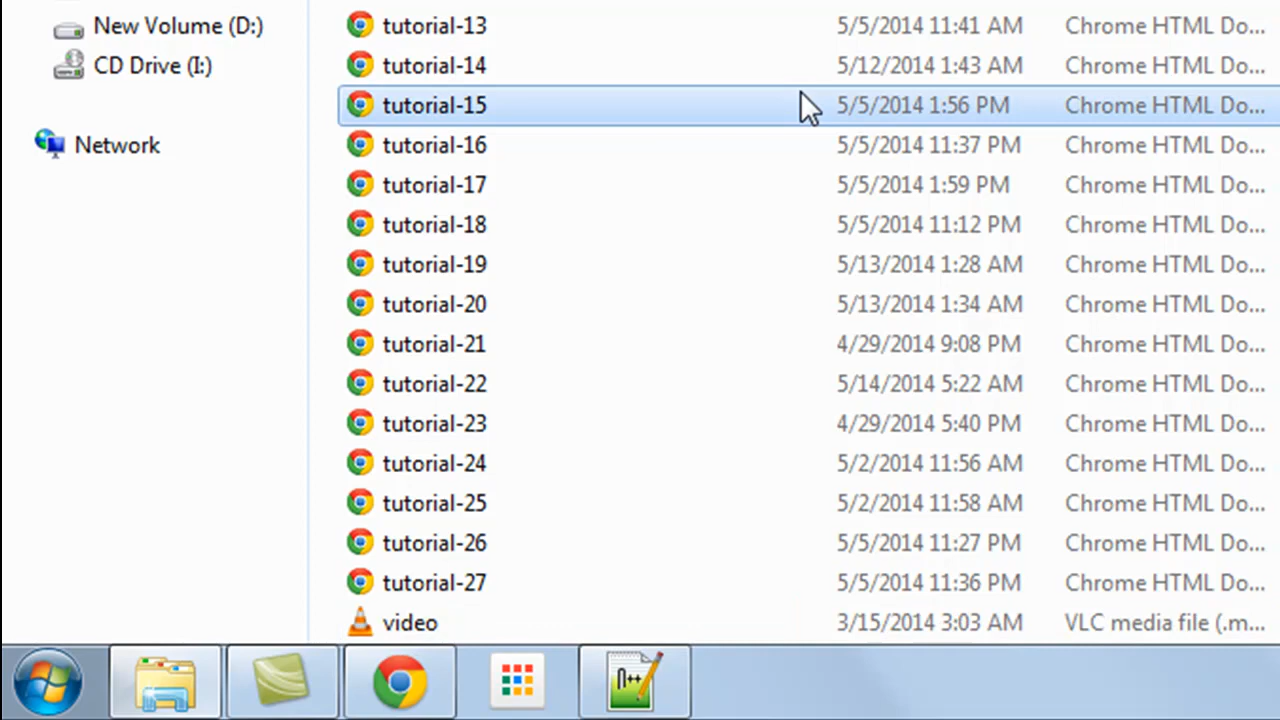 New Volume (D:)
CD Drive (I:)
Network
tutorial-13 5/5/2014 11:41 AM Chrome HTML Do...
tutorial-14 5/12/2014 1:43 AM Chrome HTML Do...
tutorial-15 5/5/2014 1:56 PM Chrome HTML Do...
tutorial-16 5/5/2014 11:37 PM Chrome HTML Do...
tutorial-17 5/5/2014 1:59 PM Chrome HTML Do...
tutorial-18 5/5/2014 11:12 PM Chrome HTML Do...
tutorial-19 5/13/2014 1:28 AM Chrome HTML Do...
tutorial-20 5/13/2014 1:34 AM Chrome HTML Do...
tutorial-21 4/29/2014 9:08 PM Chrome HTML Do...
tutorial-22 5/14/2014 5:22 AM Chrome HTML Do...
tutorial-23 4/29/2014 5:40 PM Chrome HTML Do...
tutorial-24 5/2/2014 11:56 AM Chrome HTML Do...
tutorial-25 5/2/2014 11:58 AM Chrome HTML Do...
tutorial-26 5/5/2014 11:27 PM Chrome HTML Do...
tutorial-27 5/5/2014 11:36 PM Chrome HTML Do...
video 3/15/2014 3:03 AM VLC media file (.m...
n++